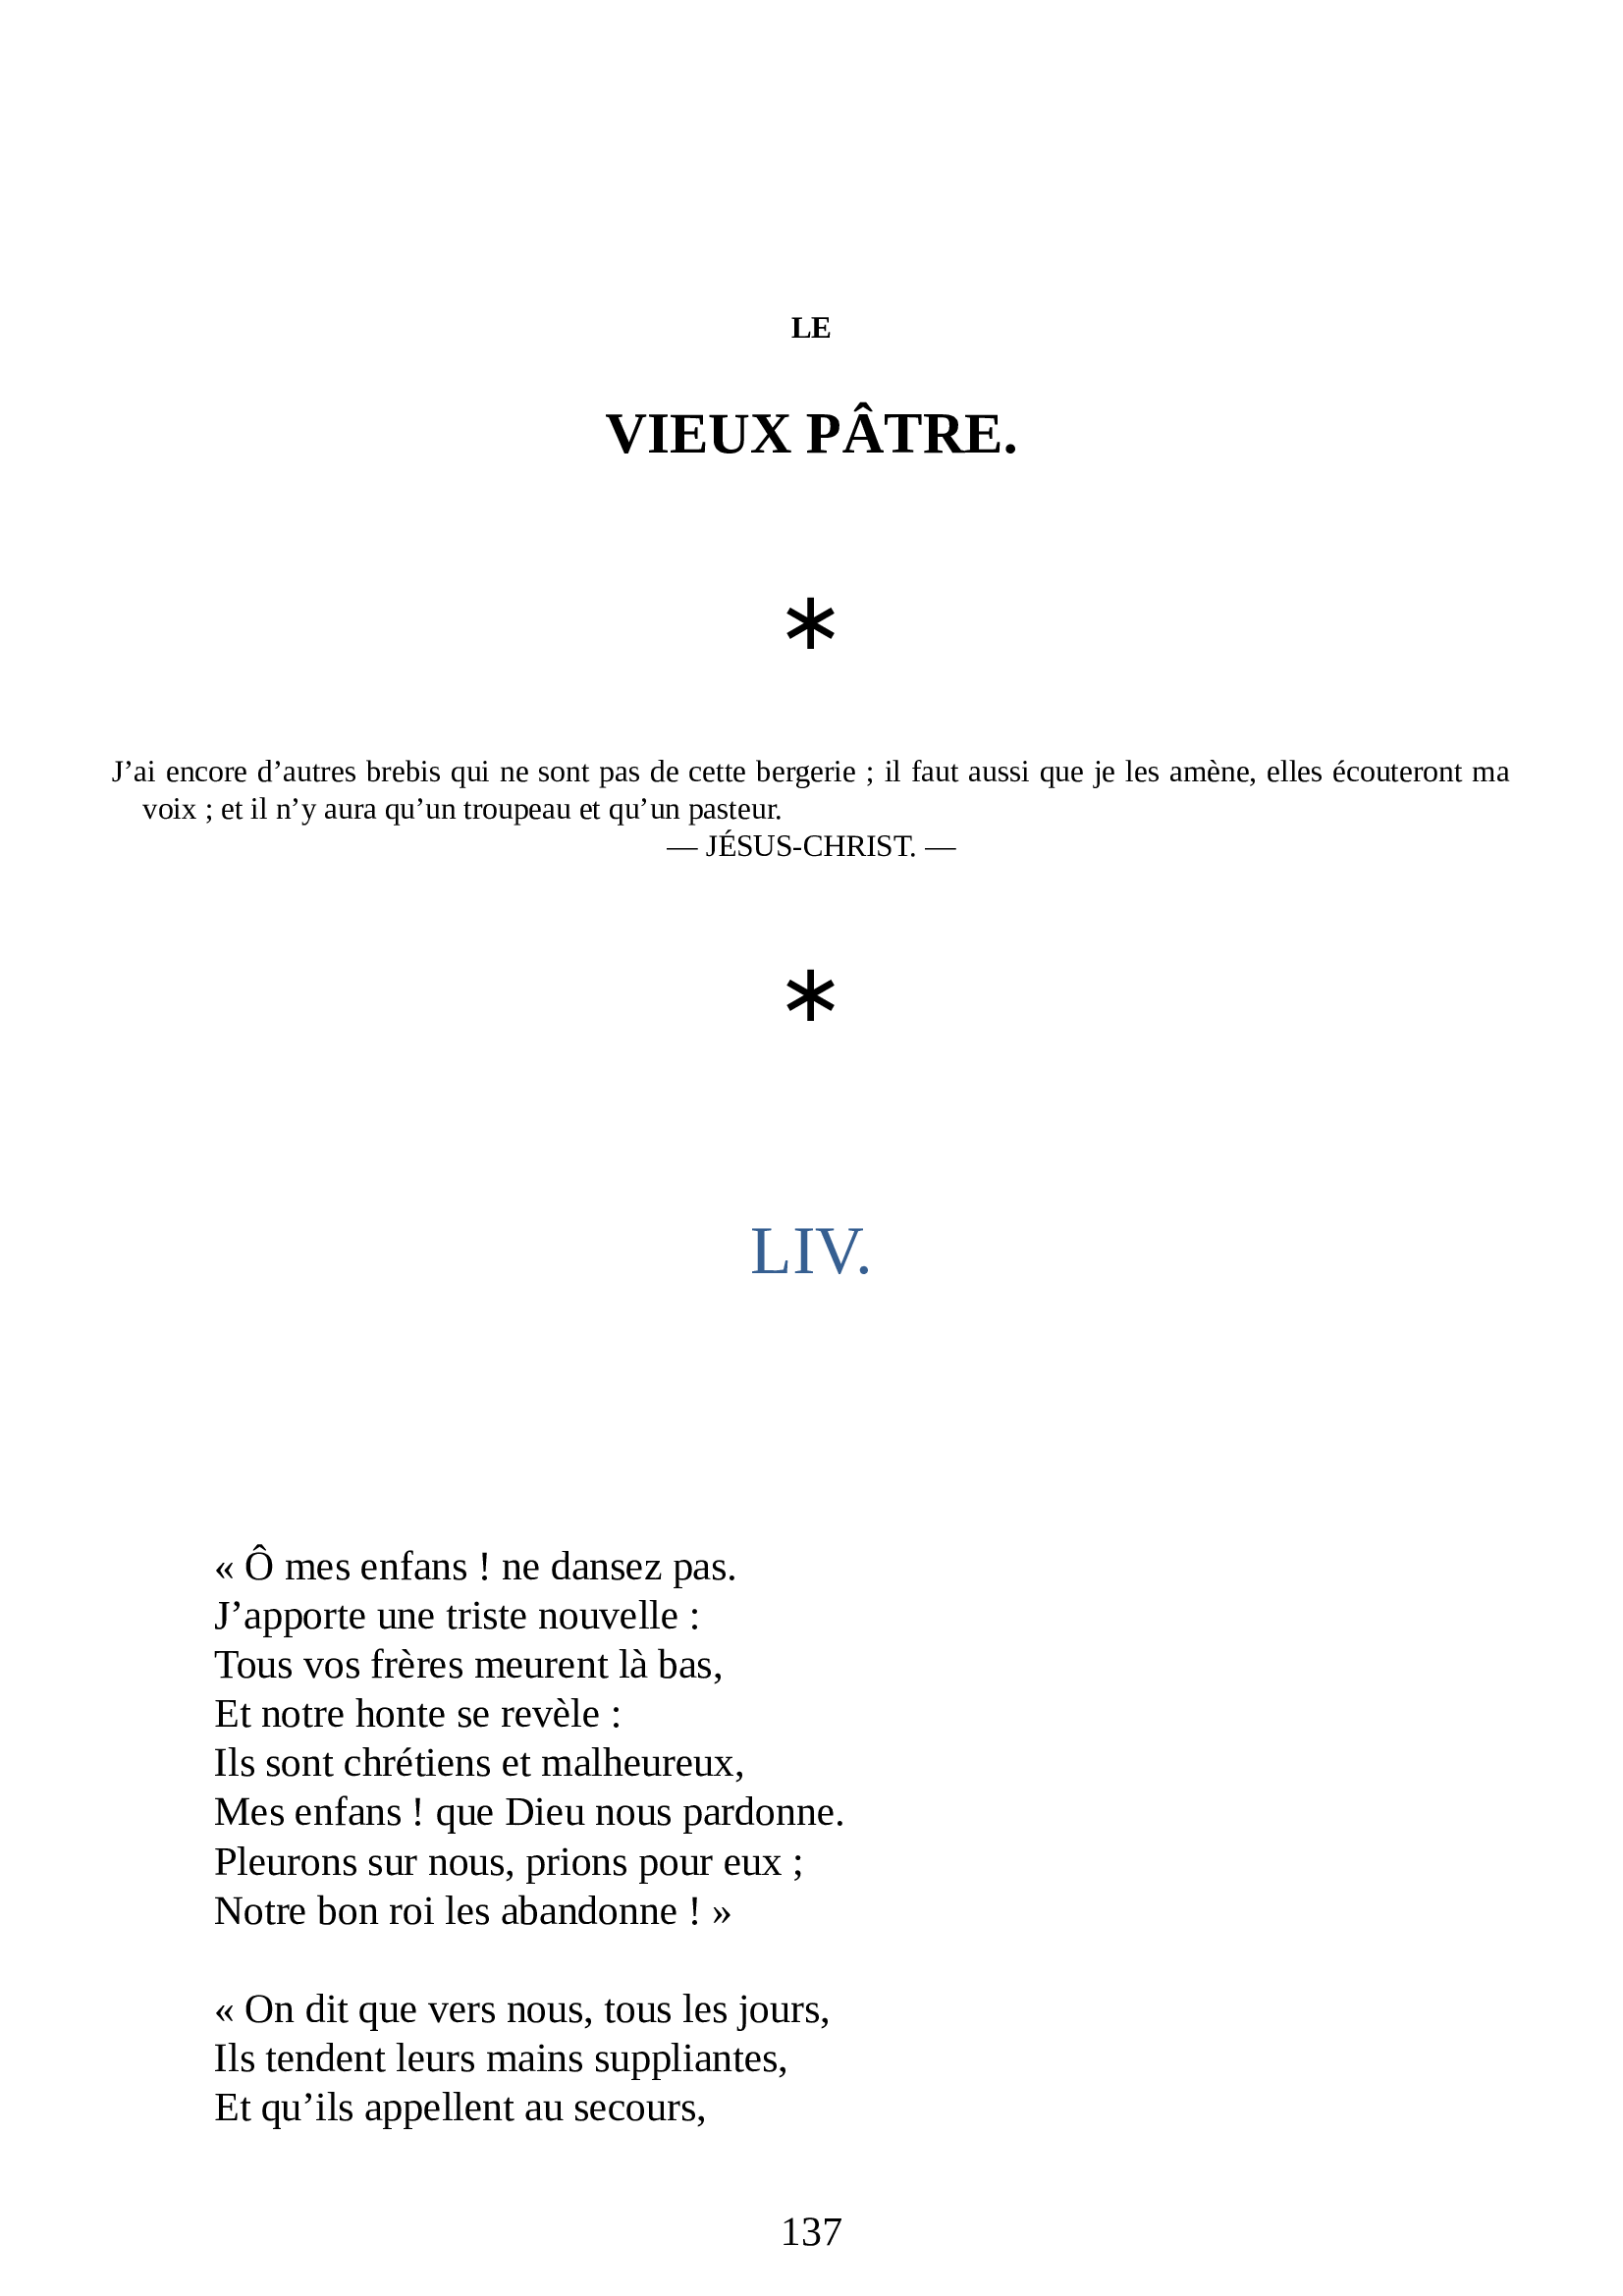 LE
VIEUX PÂTRE.
*
J’ai encore d’autres brebis qui ne sont pas de cette bergerie ; il faut aussi que je les amène, elles écouteront ma
voix ; et il n’y aura qu’un troupeau et qu’un pasteur.
— JÉSUS-CHRIST. —
*
LIV.
« Ô mes enfans ! ne dansez pas.
J’apporte une triste nouvelle :
Tous vos frères meurent là bas,
Et notre honte se revèle :
Ils sont chrétiens et malheureux,
Mes enfans ! que Dieu nous pardonne.
Pleurons sur nous, prions pour eux ;
Notre bon roi les abandonne ! »
« On dit que vers nous, tous les jours,
Ils tendent leurs mains suppliantes,
Et qu’ils appellent au secours,
137